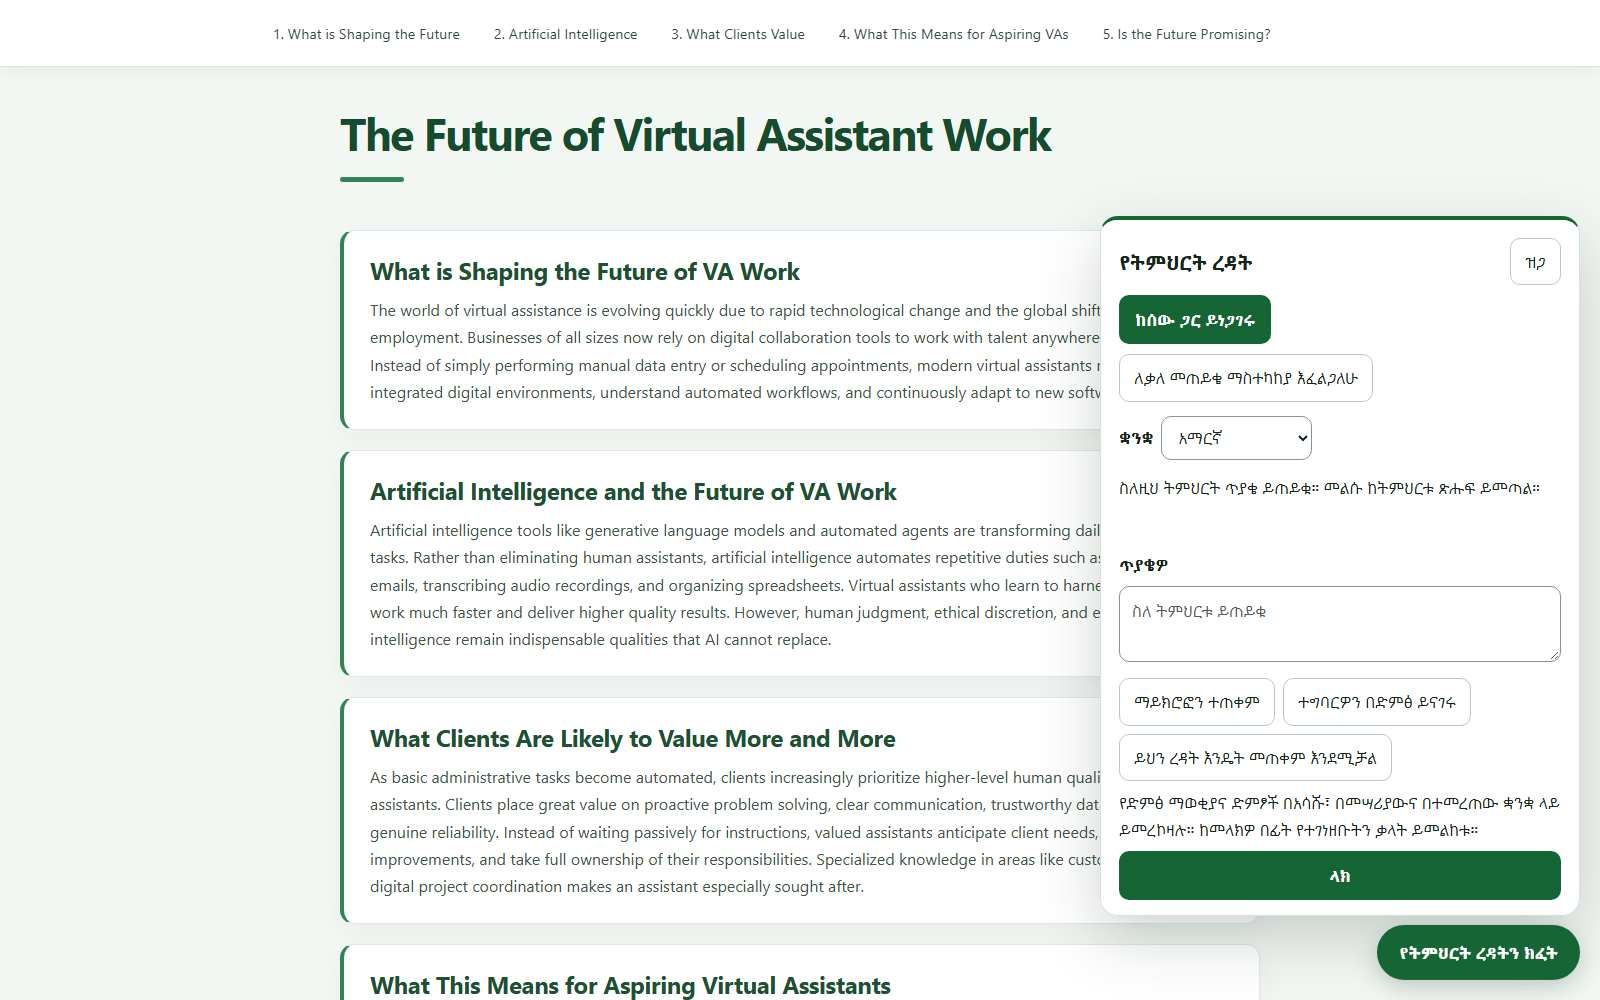 1. What is Shaping the Future
2. Artificial Intelligence
3. What Clients Value
4. What This Means for Aspiring VAs
5. Is the Future Promising?
The Future of Virtual Assistant Work
What is Shaping the Future of VA Work
The world of virtual assistance is evolving quickly due to rapid technological change and the global shift
employment. Businesses of all sizes now rely on digital collaboration tools to work with talent anywhere
Instead of simply performing manual data entry or scheduling appointments, modern virtual assistants
integrated digital environments, understand automated workflows, and continuously adapt to new
Artificial Intelligence and the Future of VA Work
Artificial intelligence tools like generative language models and automated agents are transforming
tasks. Rather than eliminating human assistants, artificial intelligence automates repetitive duties such
emails, transcribing audio recordings, and organizing spreadsheets. Virtual assistants who learn to
work much faster and deliver higher quality results. However, human judgment, ethical discretion, and
intelligence remain indispensable qualities that AI cannot replace.
What Clients Are Likely to Value More and More
As basic administrative tasks become automated, clients increasingly prioritize higher-level human
assistants. Clients place great value on proactive problem solving, clear communication, trustworthy
genuine reliability. Instead of waiting passively for instructions, valued assistants anticipate client needs,
improvements, and take full ownership of their responsibilities. Specialized knowledge in areas like
digital project coordination makes an assistant especially sought after.
What This Means for Aspiring Virtual Assistants
የትምህርት ረዳት
ዝጋ
ከሰው ጋር ይነጋገሩ
ለቃለ መጠይቄ ማስተካከያ እፈልጋለሁ
ቋንቋ
አማርኛ
ስለዚህ ትምህርት ጥያቄ ይጠይቁ። መልሱ ከትምህርቱ ጽሑፍ ይመጣል።
ጥያቄዎ
ስለ ትምህርቱ ይጠይቁ
ማይክሮፎን ተጠቀም
ተግባርዎን በድምፅ ይናገሩ
ይህን ረዳት እንዴት መጠቀም እንደሚቻል
የድምፅ ማወቂያና ድምፆች በአሳሹ፣ በመሣሪያውና በተመረጠው ቋንቋ ላይ
ይመረኮዛሉ። ከመላክዎ በፊት የተገነዘቡትን ቃላት ይመልከቱ።
ላክ
የትምህርት ረዳትን ክፈት